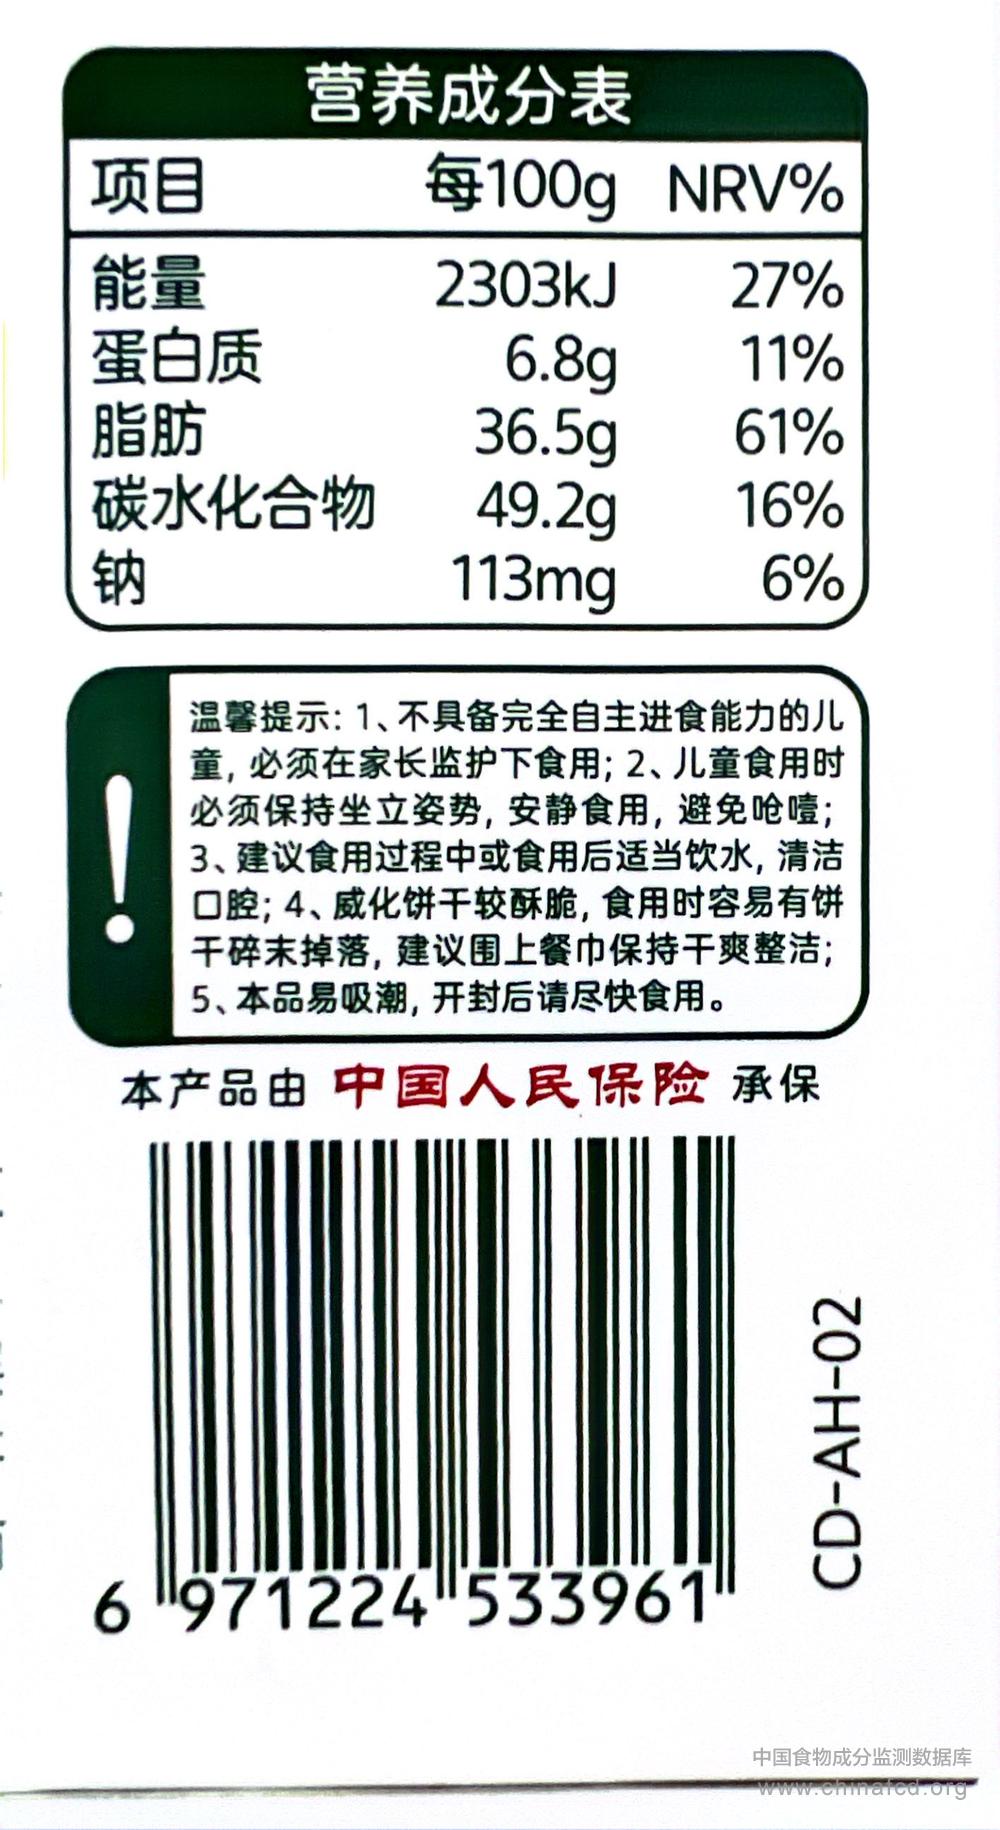 营养成分表
项目 每100g NRV%
能量 2303kJ 27%
蛋白质 6.8g 11%
脂肪 36.5g 61%
碳水化合物 49.2g 16%
钠 113mg 6%
温馨提示: 1、不具备完全自主进食能力的儿
童, 必须在家长监护下食用; 2、儿童食用时
必须保持坐立姿势, 安静食用, 避免呛噎;
3、建议食用过程中或食用后适当饮水, 清洁
口腔; 4、威化饼干较酥脆, 食用时容易有饼
干碎末掉落, 建议围上餐巾保持干爽整洁;
5、本品易吸潮, 开封后请尽快食用。
!
本产品由 中国人民保险 承保
CD-AH-02
6 971224 533961
中国食物成分监测数据库
www.chinafcd.org